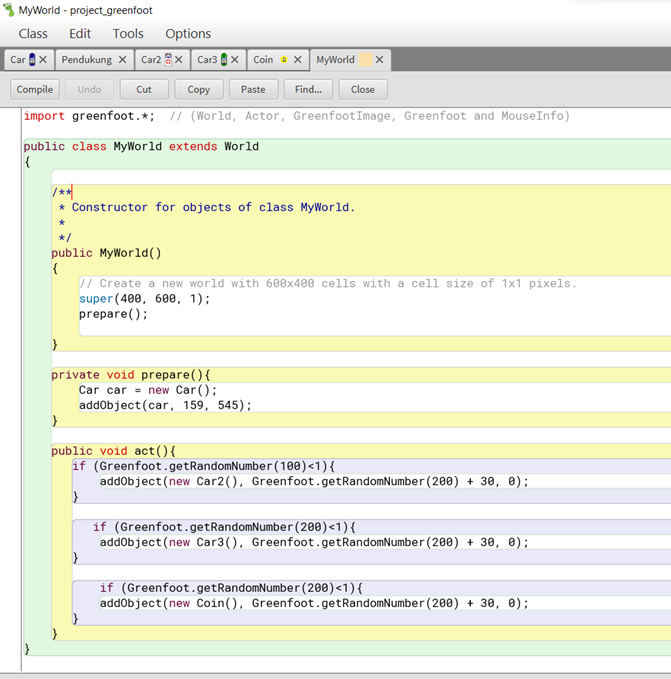 MyWorld - project_greenfoot
Class Edit Tools Options
Car Pendukung Car2 Car3 Coin MyWorld
Compile Undo Cut Copy Paste Find... Close
import greenfoot.*;  // (World, Actor, GreenfootImage, Greenfoot and MouseInfo)
public class MyWorld extends World
{
/**
* Constructor for objects of class MyWorld.
*
*/
public MyWorld()
{
// Create a new world with 600x400 cells with a cell size of 1x1 pixels.
super(400, 600, 1);
prepare();
}
private void prepare(){
Car car = new Car();
addObject(car, 159, 545);
}
public void act(){
if (Greenfoot.getRandomNumber(100)<1){
addObject(new Car2(), Greenfoot.getRandomNumber(200) + 30, 0);
}
if (Greenfoot.getRandomNumber(200)<1){
addObject(new Car3(), Greenfoot.getRandomNumber(200) + 30, 0);
}
if (Greenfoot.getRandomNumber(200)<1){
addObject(new Coin(), Greenfoot.getRandomNumber(200) + 30, 0);
}
}
}